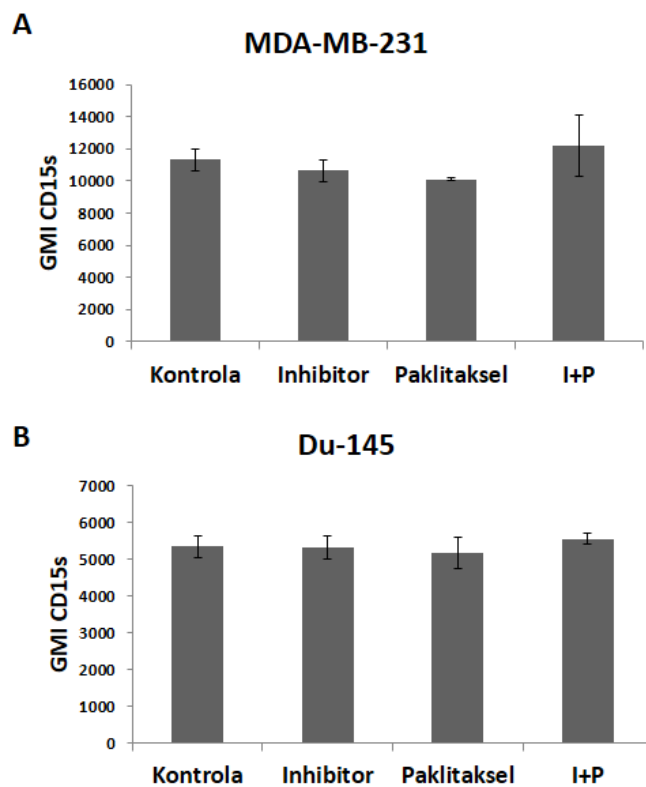 A
MDA-MB-231
GMI CD15s
16000
14000
12000
10000
8000
6000
4000
2000
0
Kontrola Inhibitor Paklitaksel I+P
B
Du-145
GMI CD15s
7000
6000
5000
4000
3000
2000
1000
0
Kontrola Inhibitor Paklitaksel I+P